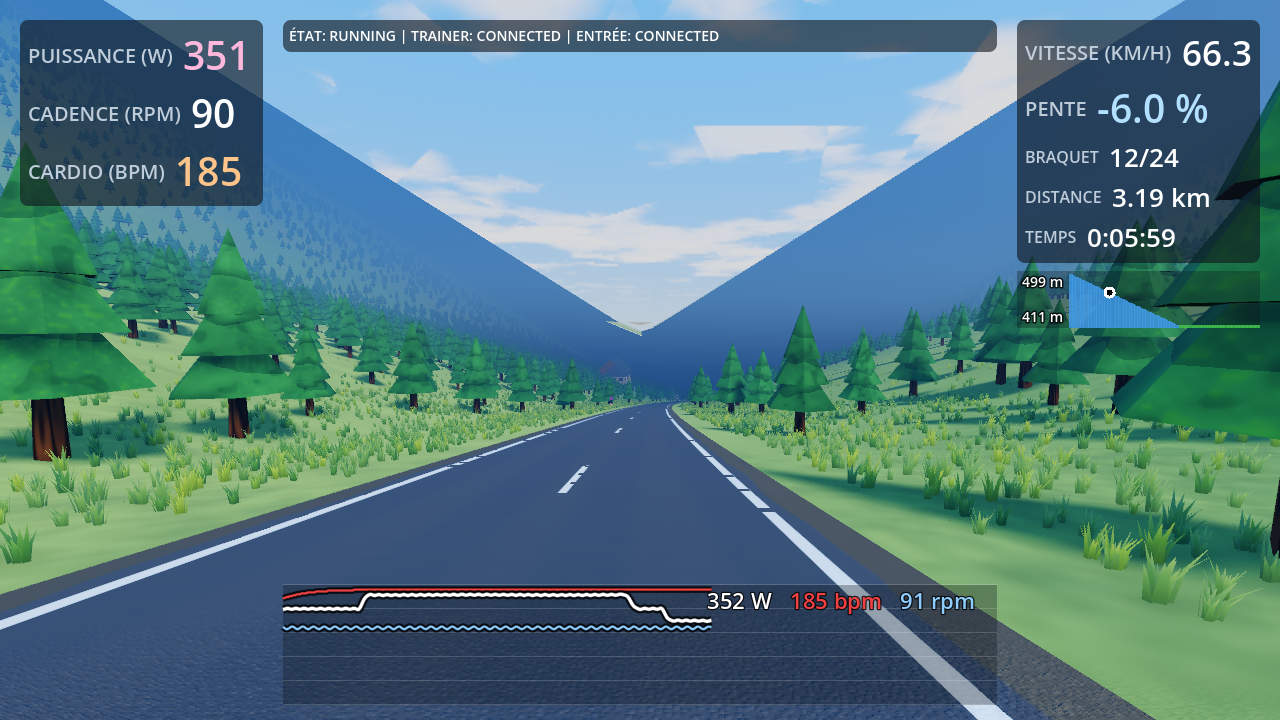 PUISSANCE (W) 351
CADENCE (RPM) 90
CARDIO (BPM) 185
ÉTAT: RUNNING | TRAINER: CONNECTED | ENTRÉE: CONNECTED
VITESSE (KM/H) 66.3
PENTE -6.0 %
BRAQUET 12/24
DISTANCE 3.19 km
TEMPS 0:05:59
499 m
411 m
352 W 185 bpm 91 rpm